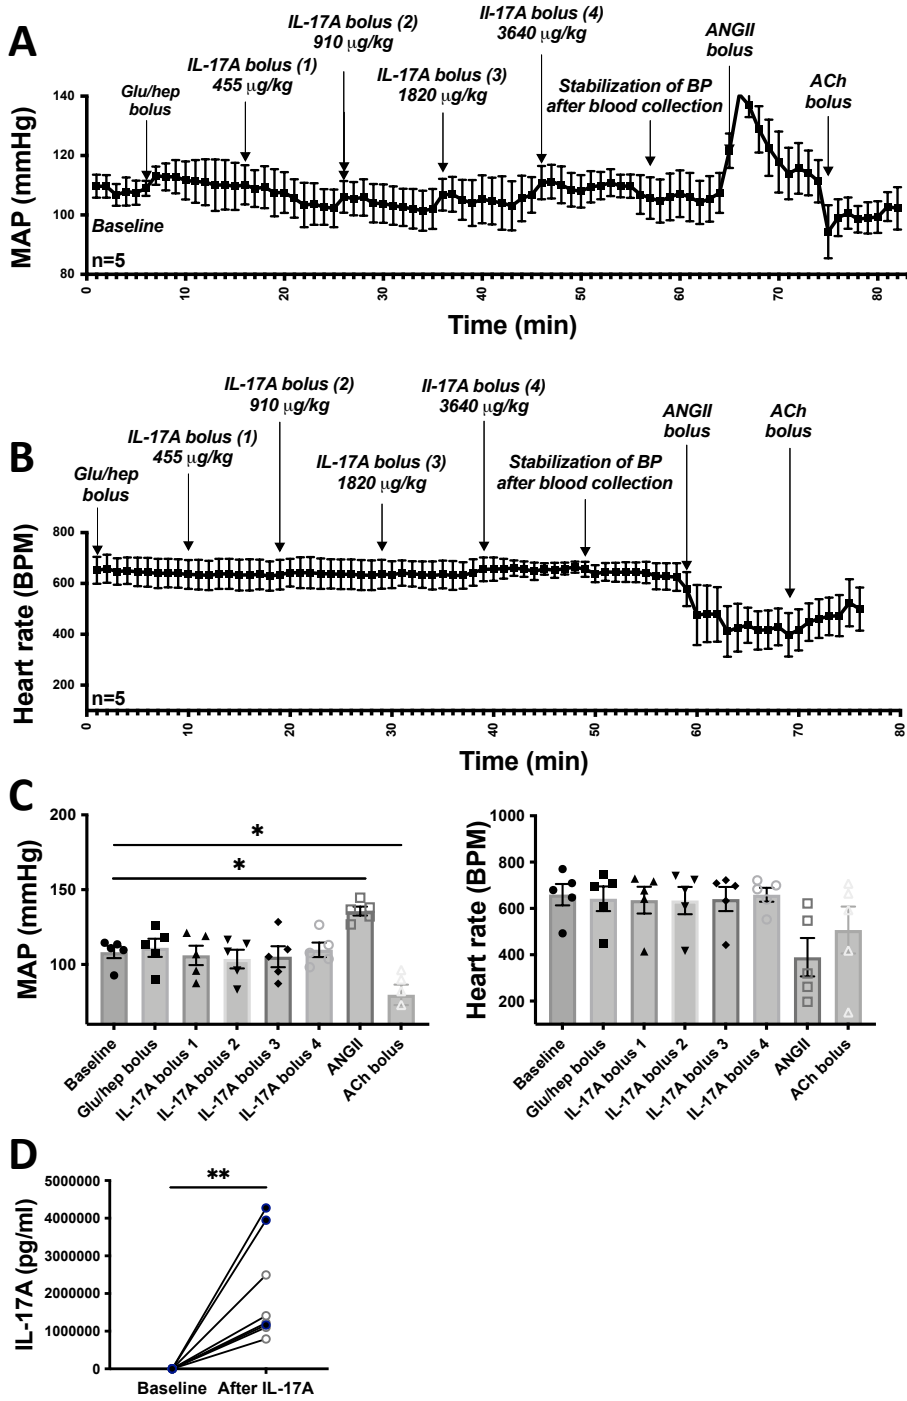 A
IL-17A bolus (2)
910 µg/kg
Il-17A bolus (4)
3640 µg/kg
ANGII
bolus
IL-17A bolus (1)
455 µg/kg
IL-17A bolus (3)
1820 µg/kg
Glu/hep
bolus
Stabilization of BP
after blood collection
ACh
bolus
MAP (mmHg)
140
120
100
80
Baseline
n=5
0 10 20 30 40 50 60 70 80
Time (min)
B
IL-17A bolus (2)
910 µg/kg
Il-17A bolus (4)
3640 µg/kg
ANGII
bolus
ACh
bolus
IL-17A bolus (1)
455 µg/kg
IL-17A bolus (3)
1820 µg/kg
Stabilization of BP
after blood collection
Glu/hep
bolus
Heart rate (BPM)
800
600
400
200
n=5
0 10 20 30 40 50 60 70 80
Time (min)
C
MAP (mmHg)
200
150
100
*
*
Baseline
Glu/hep bolus
IL-17A bolus 1
IL-17A bolus 2
IL-17A bolus 3
IL-17A bolus 4
ANGII
ACh bolus
Heart rate (BPM)
1000
800
600
400
200
Baseline
Glu/hep bolus
IL-17A bolus 1
IL-17A bolus 2
IL-17A bolus 3
IL-17A bolus 4
ANGII
ACh bolus
D
IL-17A (pg/ml)
5000000
4000000
3000000
2000000
1000000
0
**
Baseline After IL-17A